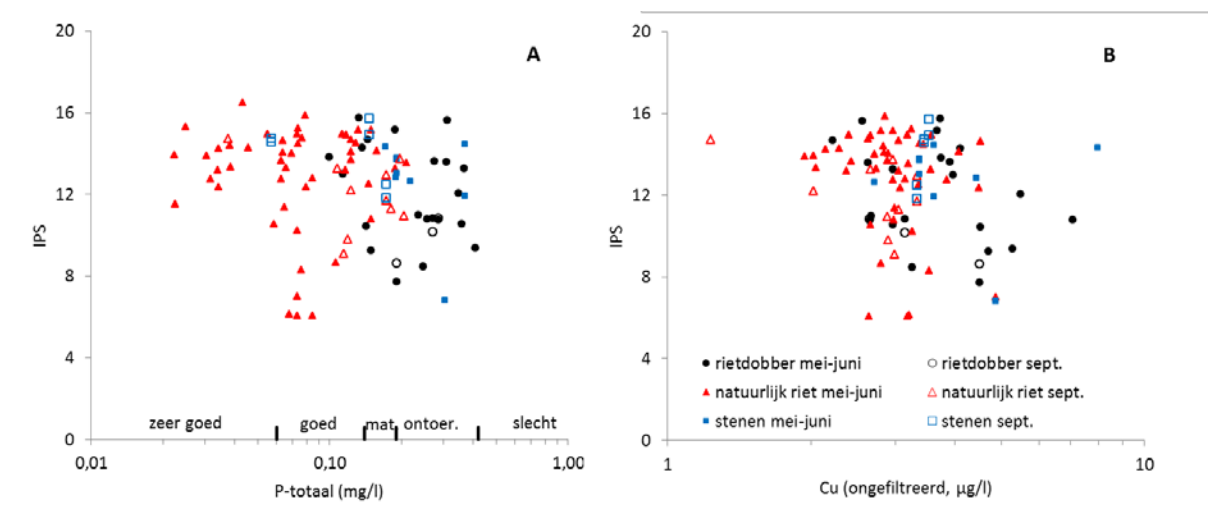 20
16
12
8
4
0
IPS
A
zeer goed
goed
mat.
ontoer.
slecht
0,01
0,10
1,00
P-totaal (mg/l)
20
16
12
8
4
0
IPS
B
rietdobber mei-juni
rietdobber sept.
natuurlijk riet mei-juni
natuurlijk riet sept.
stenen mei-juni
stenen sept.
1
10
Cu (ongefiltreerd, µg/l)